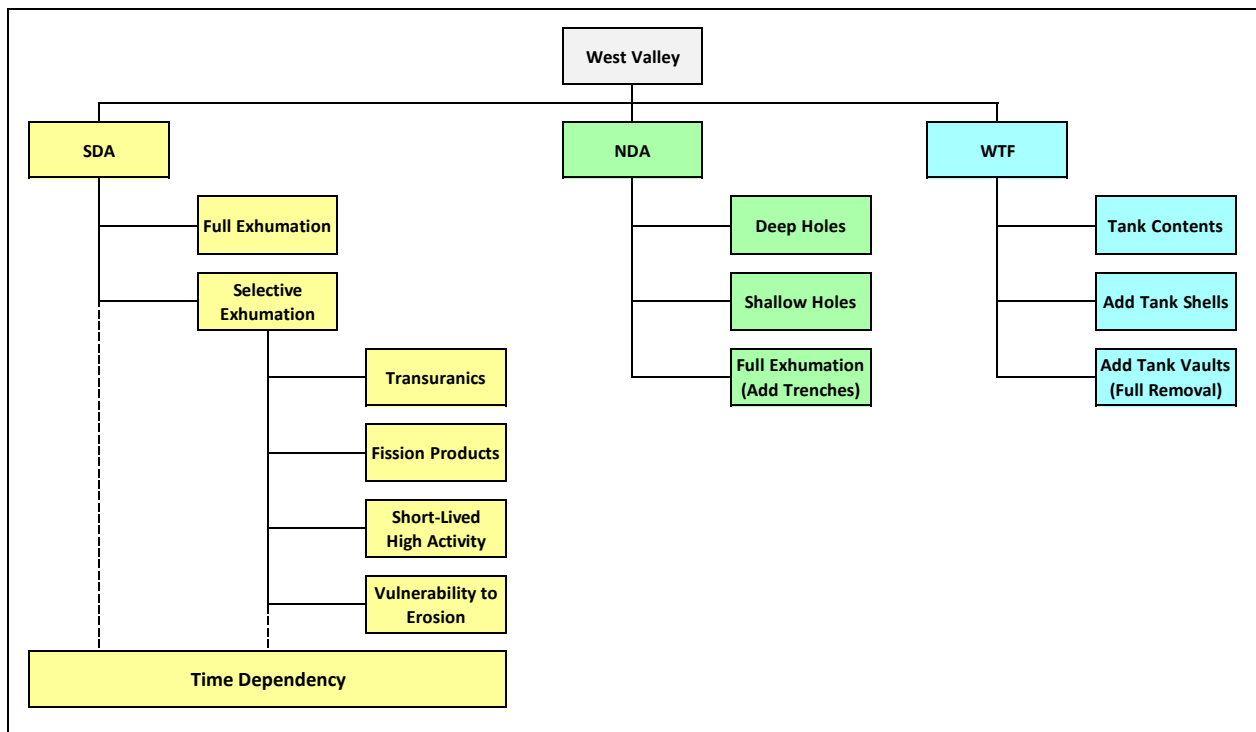 West Valley
SDA
NDA
WTF
Full Exhumation
Selective
Exhumation
Transuranics
Fission Products
Short-Lived
High Activity
Vulnerability to
Erosion
Time Dependency
Deep Holes
Shallow Holes
Full Exhumation
(Add Trenches)
Tank Contents
Add Tank Shells
Add Tank Vaults
(Full Removal)